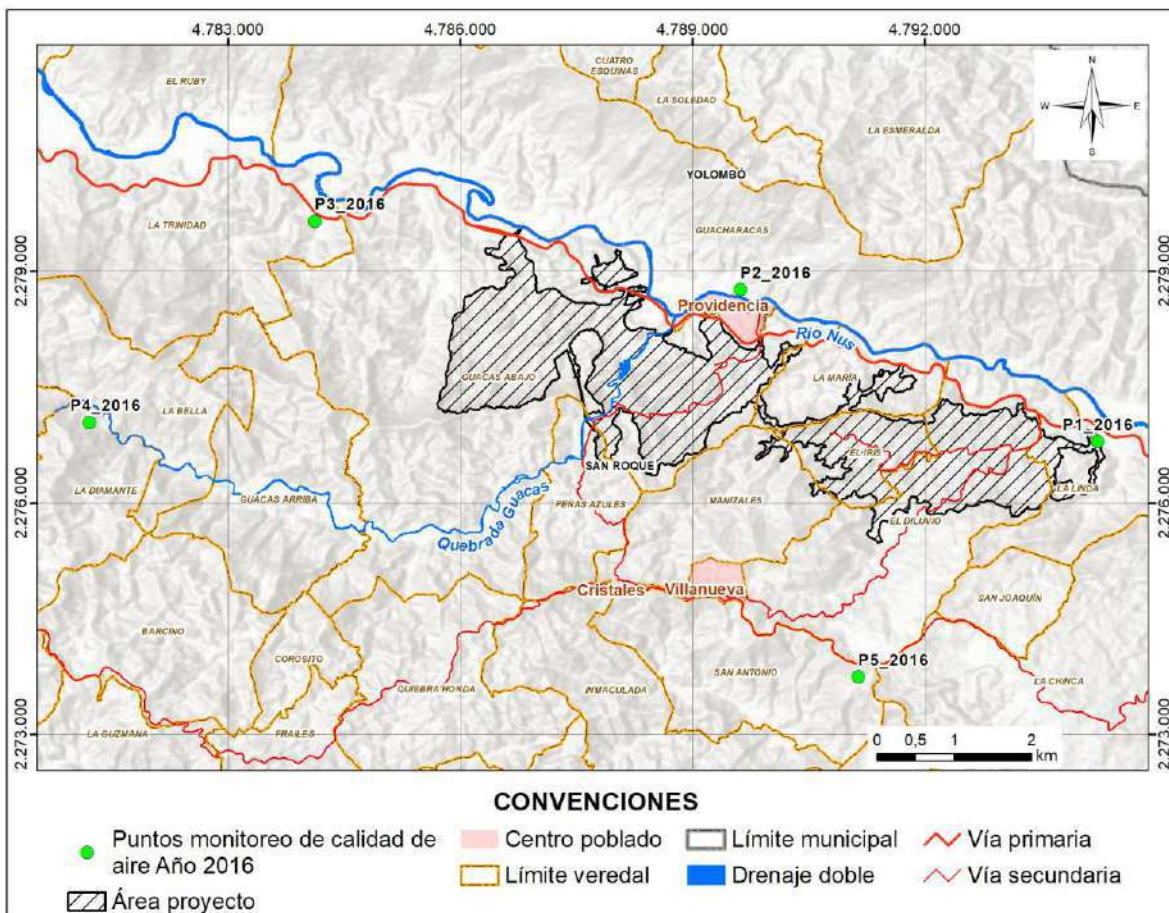 4.783.000 4.786.000 4.789.000 4.792.000
N
W E
S
CUATRO
ESQUINAS
EL RUBY
LA SOLEDAD
LA ESMERALDA
YOLOMBÓ
P3_2016
LA TRINIDAD
GUACHARACAS
2.279.000 2.279.000
P2_2016
Providencia
Río Nus
GUACAS ABAJO
LA MARÍA
P4_2016
LA BELLA
P1_2016
EL IRIS
SAN ROQUE
LA DIAMANTE
GUACAS ARRIBA
PEÑAS AZULES
MANIZALES
LA LINDA
2.276.000 2.276.000
EL DILUVIO
Quebrada Guacas
Cristales
Villanueva
SAN JOAQUÍN
BARCINO
COROSITO
P5_2016
QUIEBRA HONDA
INMACULADA
SAN ANTONIO
LA CHINCA
LA GUZMANA
FRAILES
2.273.000 2.273.000
0 0,5 1 2
km
CONVENCIONES
Puntos monitoreo de calidad de
aire Año 2016
Área proyecto
Centro poblado
Límite veredal
Límite municipal
Drenaje doble
Vía primaria
Vía secundaria